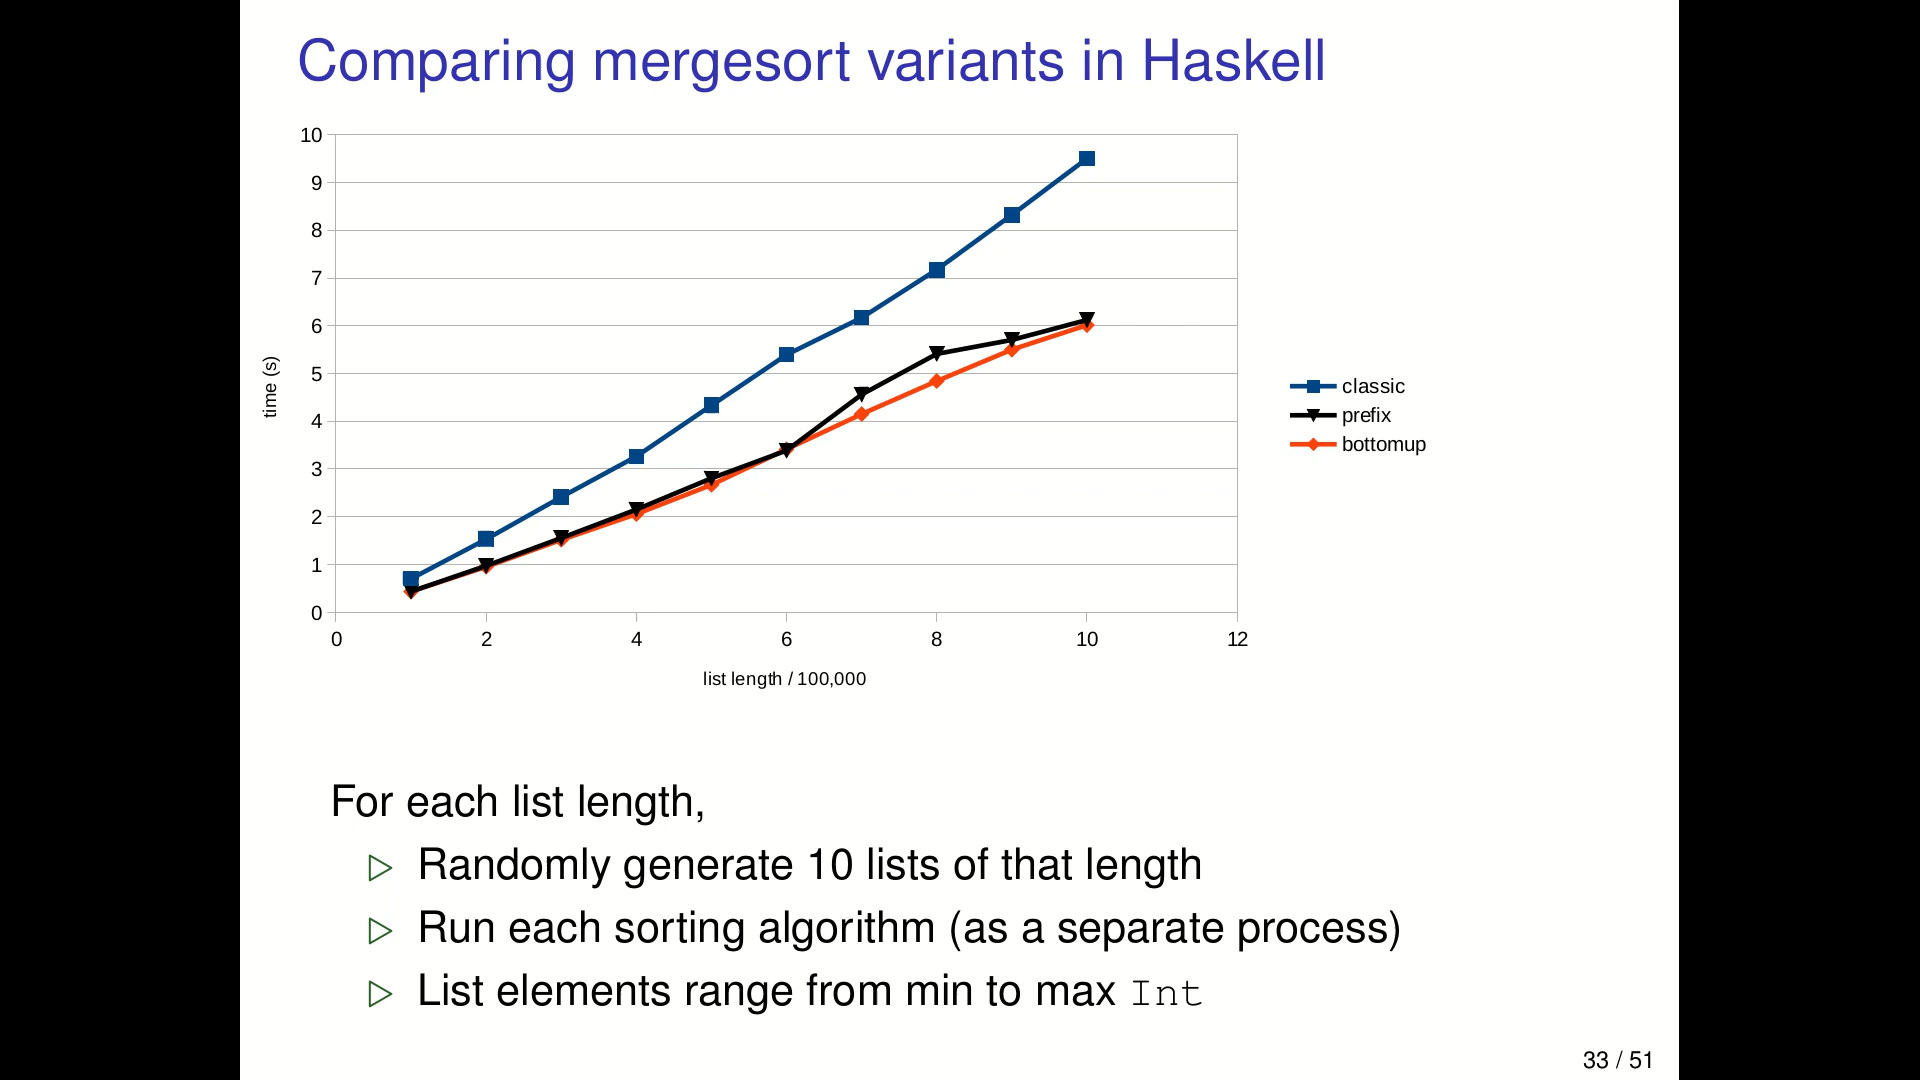 Comparing mergesort variants in Haskell
10
9
8
7
6
5
4
3
2
1
0
time (s)
0 2 4 6 8 10 12
list length / 100,000
classic
prefix
bottomup
For each list length,
▷ Randomly generate 10 lists of that length
▷ Run each sorting algorithm (as a separate process)
▷ List elements range from min to max Int
33 / 51